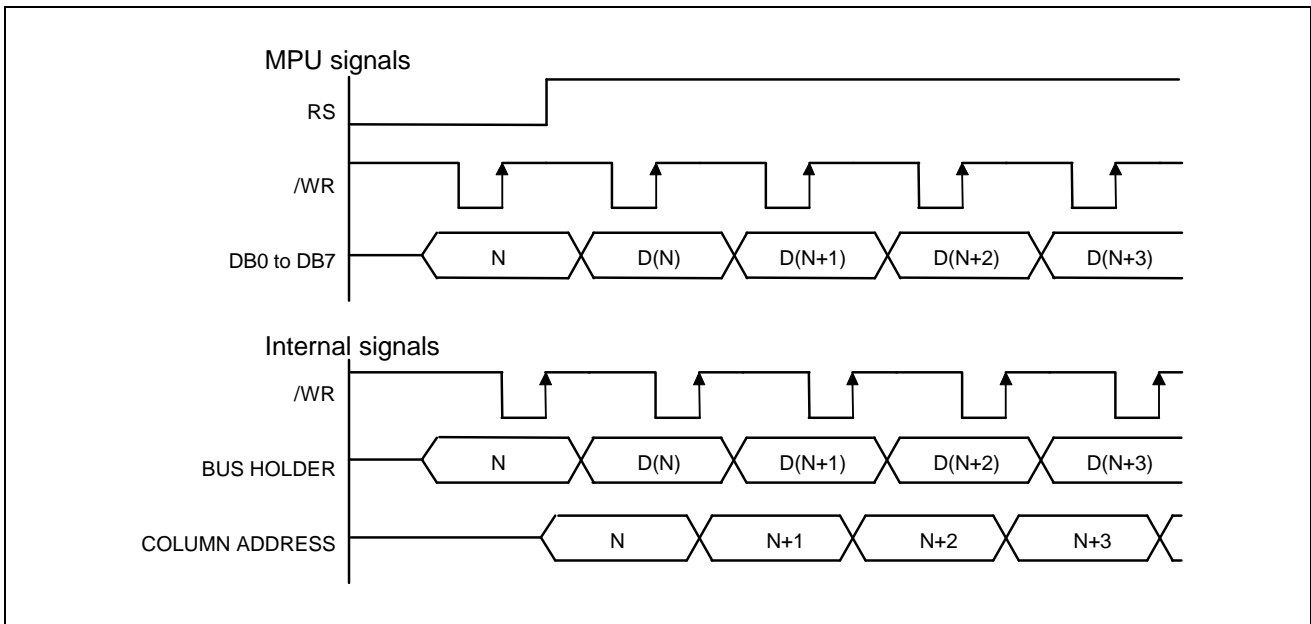 MPU signals
RS
/WR
DB0 to DB7 N D(N) D(N+1) D(N+2) D(N+3)
Internal signals
/WR
BUS HOLDER N D(N) D(N+1) D(N+2) D(N+3)
COLUMN ADDRESS N N+1 N+2 N+3